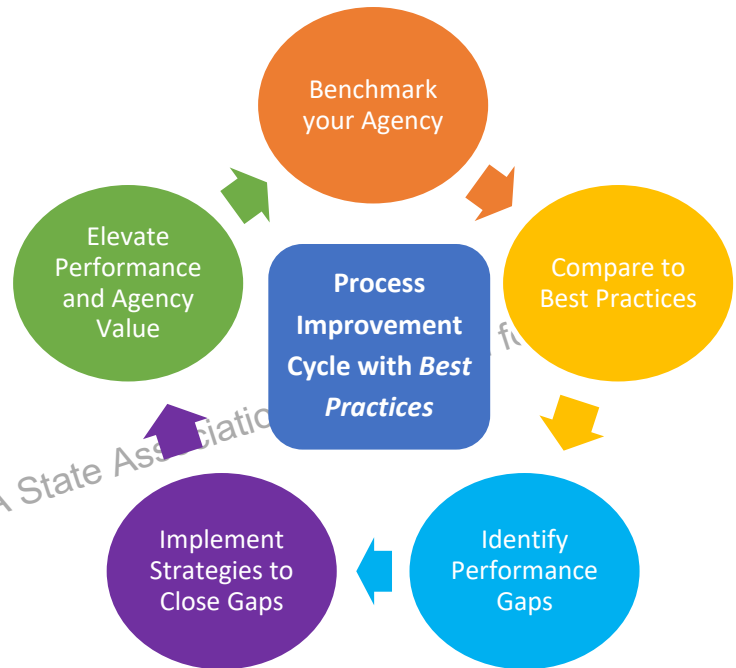 Benchmark
your Agency
Elevate
Performance
and Agency
Value
Process
Improvement
Cycle with Best
Practices
Compare to
Best Practices
A State Association
Implement
Strategies to
Close Gaps
Identify
Performance
Gaps